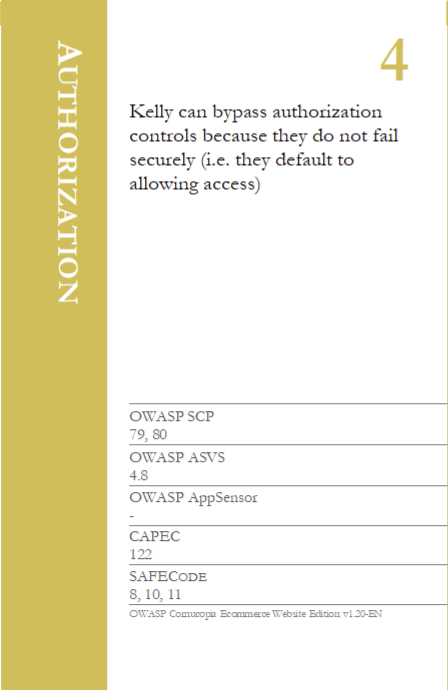 AUTHORIZATION
4
Kelly can bypass authorization
controls because they do not fail
securely (i.e. they default to
allowing access)
OWASP SCP
79, 80
OWASP ASVS
4.8
OWASP AppSensor
-
CAPEC
122
SAFECODE
8, 10, 11
OWASP Cornucopia Ecommerce Website Edition v1.20-EN